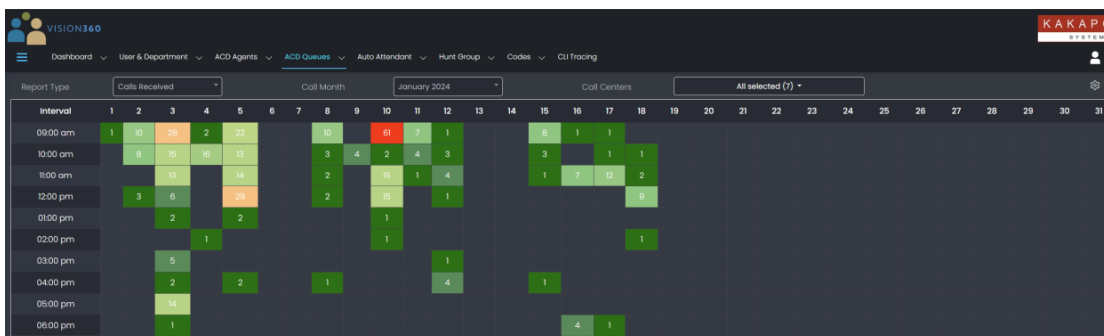 VISION360
KAKAP
SYSTEM
Dashboard User & Department ACD Agents ACD Queues Auto Attendant Hunt Group Codes CLI Tracing
Report Type Calls Received Call Month January 2024 Call Centers All selected (7)
Interval 1 2 3 4 5 6 7 8 9 10 11 12 13 14 15 16 17 18 19 20 21 22 23 24 25 26 27 28 29 30 31
09:00 am 1 10 28 2 22 10 61 7 1 8 1 1
10:00 am 8 15 16 13 3 4 2 4 3 3 1 1
11:00 am 13 14 2 15 1 4 1 7 12 2
12:00 pm 3 6 29 2 15 1 9
01:00 pm 2 2 1
02:00 pm 1 1 1
03:00 pm 5 1
04:00 pm 2 2 1 4 1
05:00 pm 14
06:00 pm 1 4 1